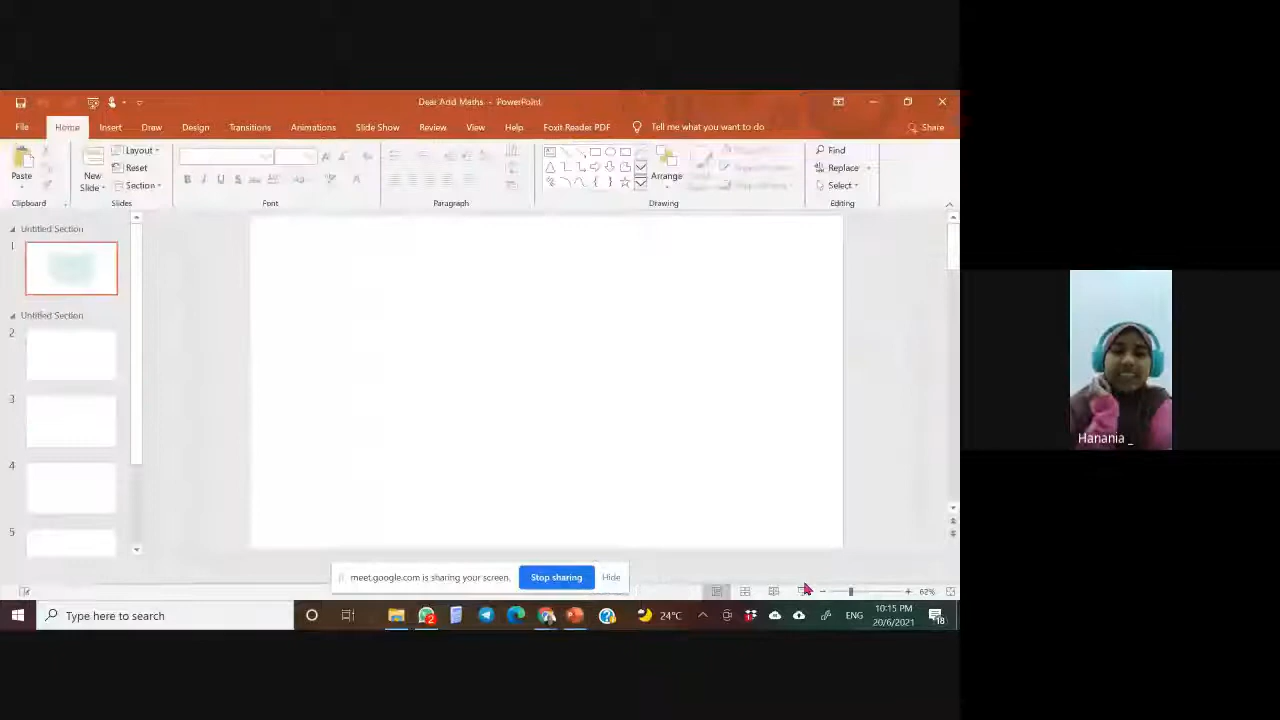 Dear Add Maths - PowerPoint
File Home Insert Draw Design Transitions Animations Slide Show Review View Help Foxit Reader PDF Tell me what you want to do Share
Paste
New Slide
Layout
Reset
Section
Arrange
Find
Replace
Select
Clipboard Slides Font Paragraph Drawing Editing
Untitled Section
1
Untitled Section
2
3
4
5
Hanania _
meet.google.com is sharing your screen. Stop sharing Hide
62%
Type here to search
24°C ENG
10:15 PM
20/6/2021
18